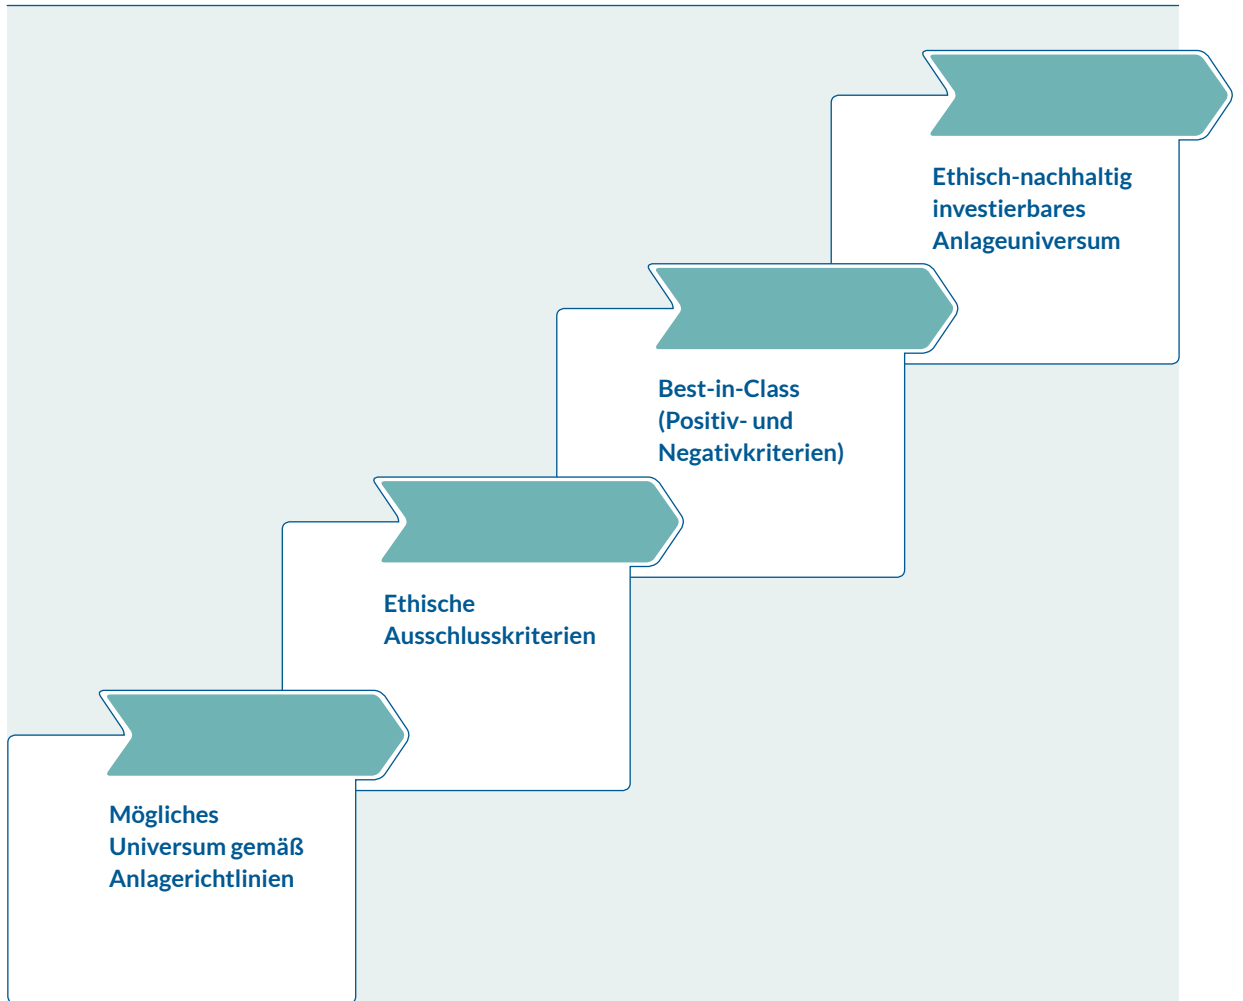 Ethisch-nachhaltig
investierbares
Anlageuniversum
Best-in-Class
(Positiv- und
Negativkriterien)
Ethische
Ausschlusskriterien
Mögliches
Universum gemäß
Anlagerichtlinien